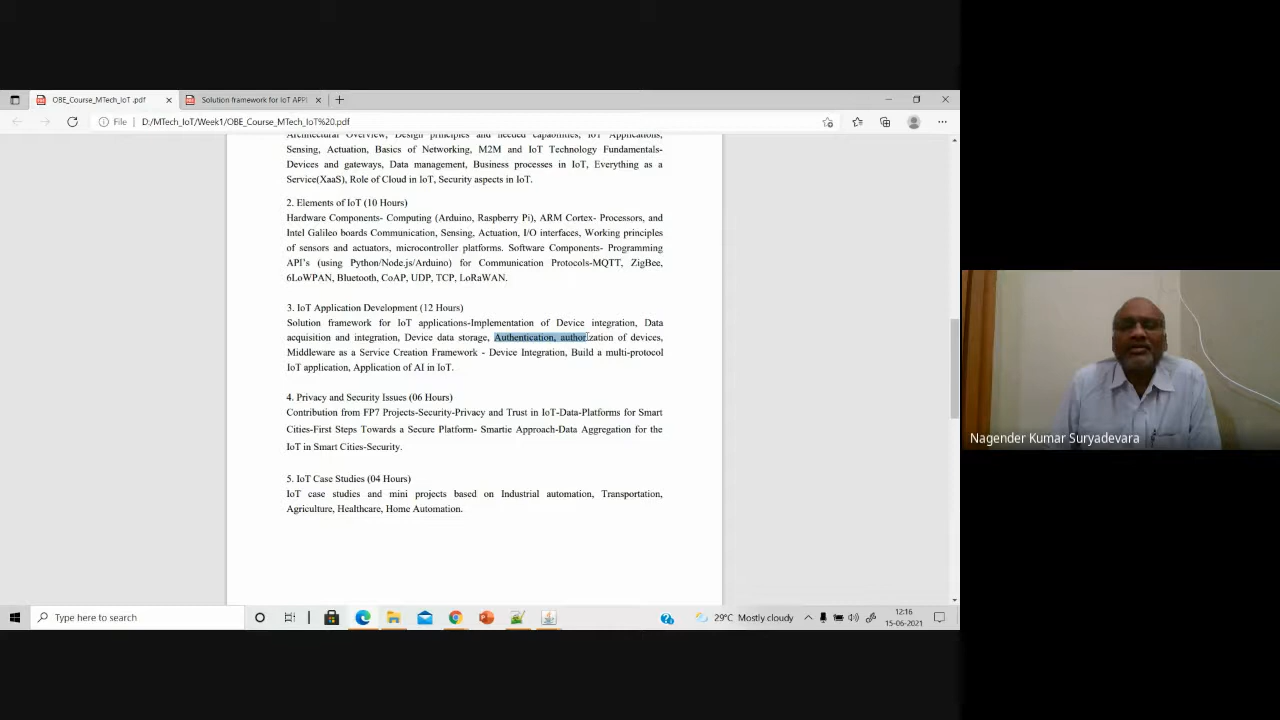 OBE_Course_MTech_IoT .pdf
Solution framework for IoT APPl
File D:/MTech_IoT/Week1/OBE_Course_MTech_IoT%20.pdf
Architectural Overview, Design principles and needed capabilities, IoT Applications,
Sensing, Actuation, Basics of Networking, M2M and IoT Technology Fundamentals-
Devices and gateways, Data management, Business processes in IoT, Everything as a
Service(XaaS), Role of Cloud in IoT, Security aspects in IoT.
2. Elements of IoT (10 Hours)
Hardware Components- Computing (Arduino, Raspberry Pi), ARM Cortex- Processors, and
Intel Galileo boards Communication, Sensing, Actuation, I/O interfaces, Working principles
of sensors and actuators, microcontroller platforms. Software Components- Programming
API's (using Python/Node.js/Arduino) for Communication Protocols-MQTT, ZigBee,
6LoWPAN, Bluetooth, CoAP, UDP, TCP, LoRaWAN.
3. IoT Application Development (12 Hours)
Solution framework for IoT applications-Implementation of Device integration, Data
acquisition and integration, Device data storage, Authentication, authorization of devices,
Middleware as a Service Creation Framework - Device Integration, Build a multi-protocol
IoT application, Application of AI in IoT.
4. Privacy and Security Issues (06 Hours)
Contribution from FP7 Projects-Security-Privacy and Trust in IoT-Data-Platforms for Smart
Cities-First Steps Towards a Secure Platform- Smartie Approach-Data Aggregation for the
IoT in Smart Cities-Security.
5. IoT Case Studies (04 Hours)
IoT case studies and mini projects based on Industrial automation, Transportation,
Agriculture, Healthcare, Home Automation.
Nagender Kumar Suryadevara
Type here to search
29°C Mostly cloudy
12:16
15-06-2021